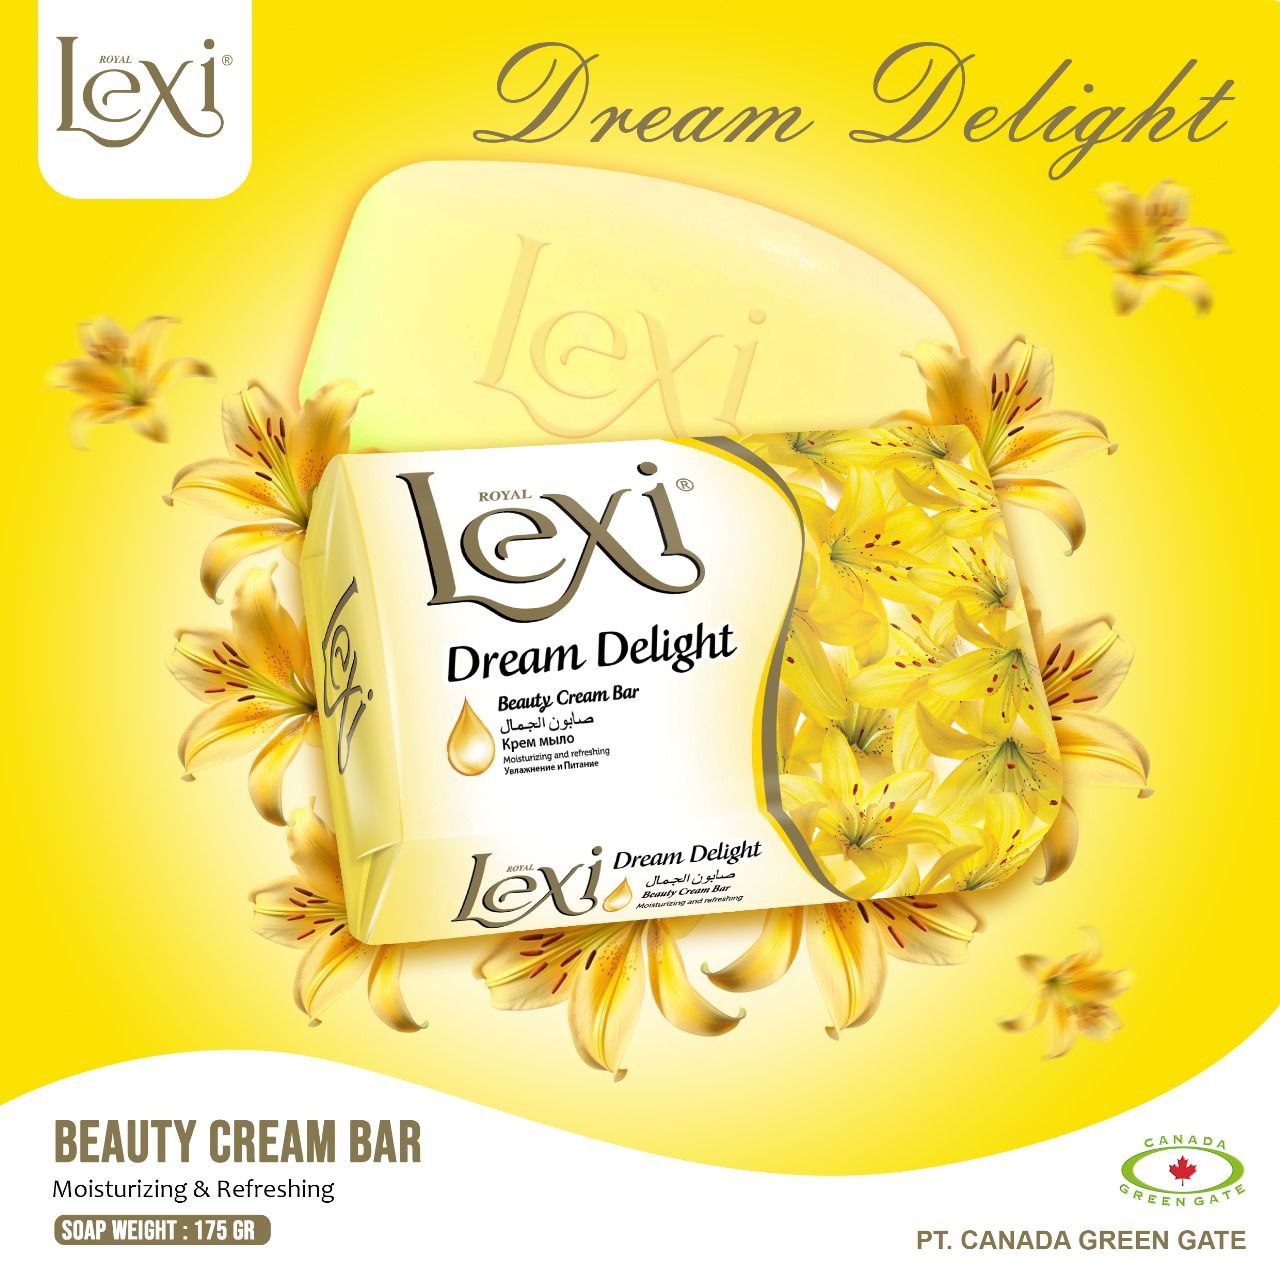 ROYAL
Lexi®
Dream Delight
Lexi
ROYAL
Lexi®
Dream Delight
Beauty Cream Bar
صابون الجمال
Крем мыло
Moisturizing and refreshing
Увлажнение и Питание
Lexi
ROYAL
Lexi
Dream Delight
صابون الجمال
Beauty Cream Bar
Moisturizing and refreshing
BEAUTY CREAM BAR
Moisturizing & Refreshing
SOAP WEIGHT : 175 GR
CANADA
GREEN GATE
PT. CANADA GREEN GATE